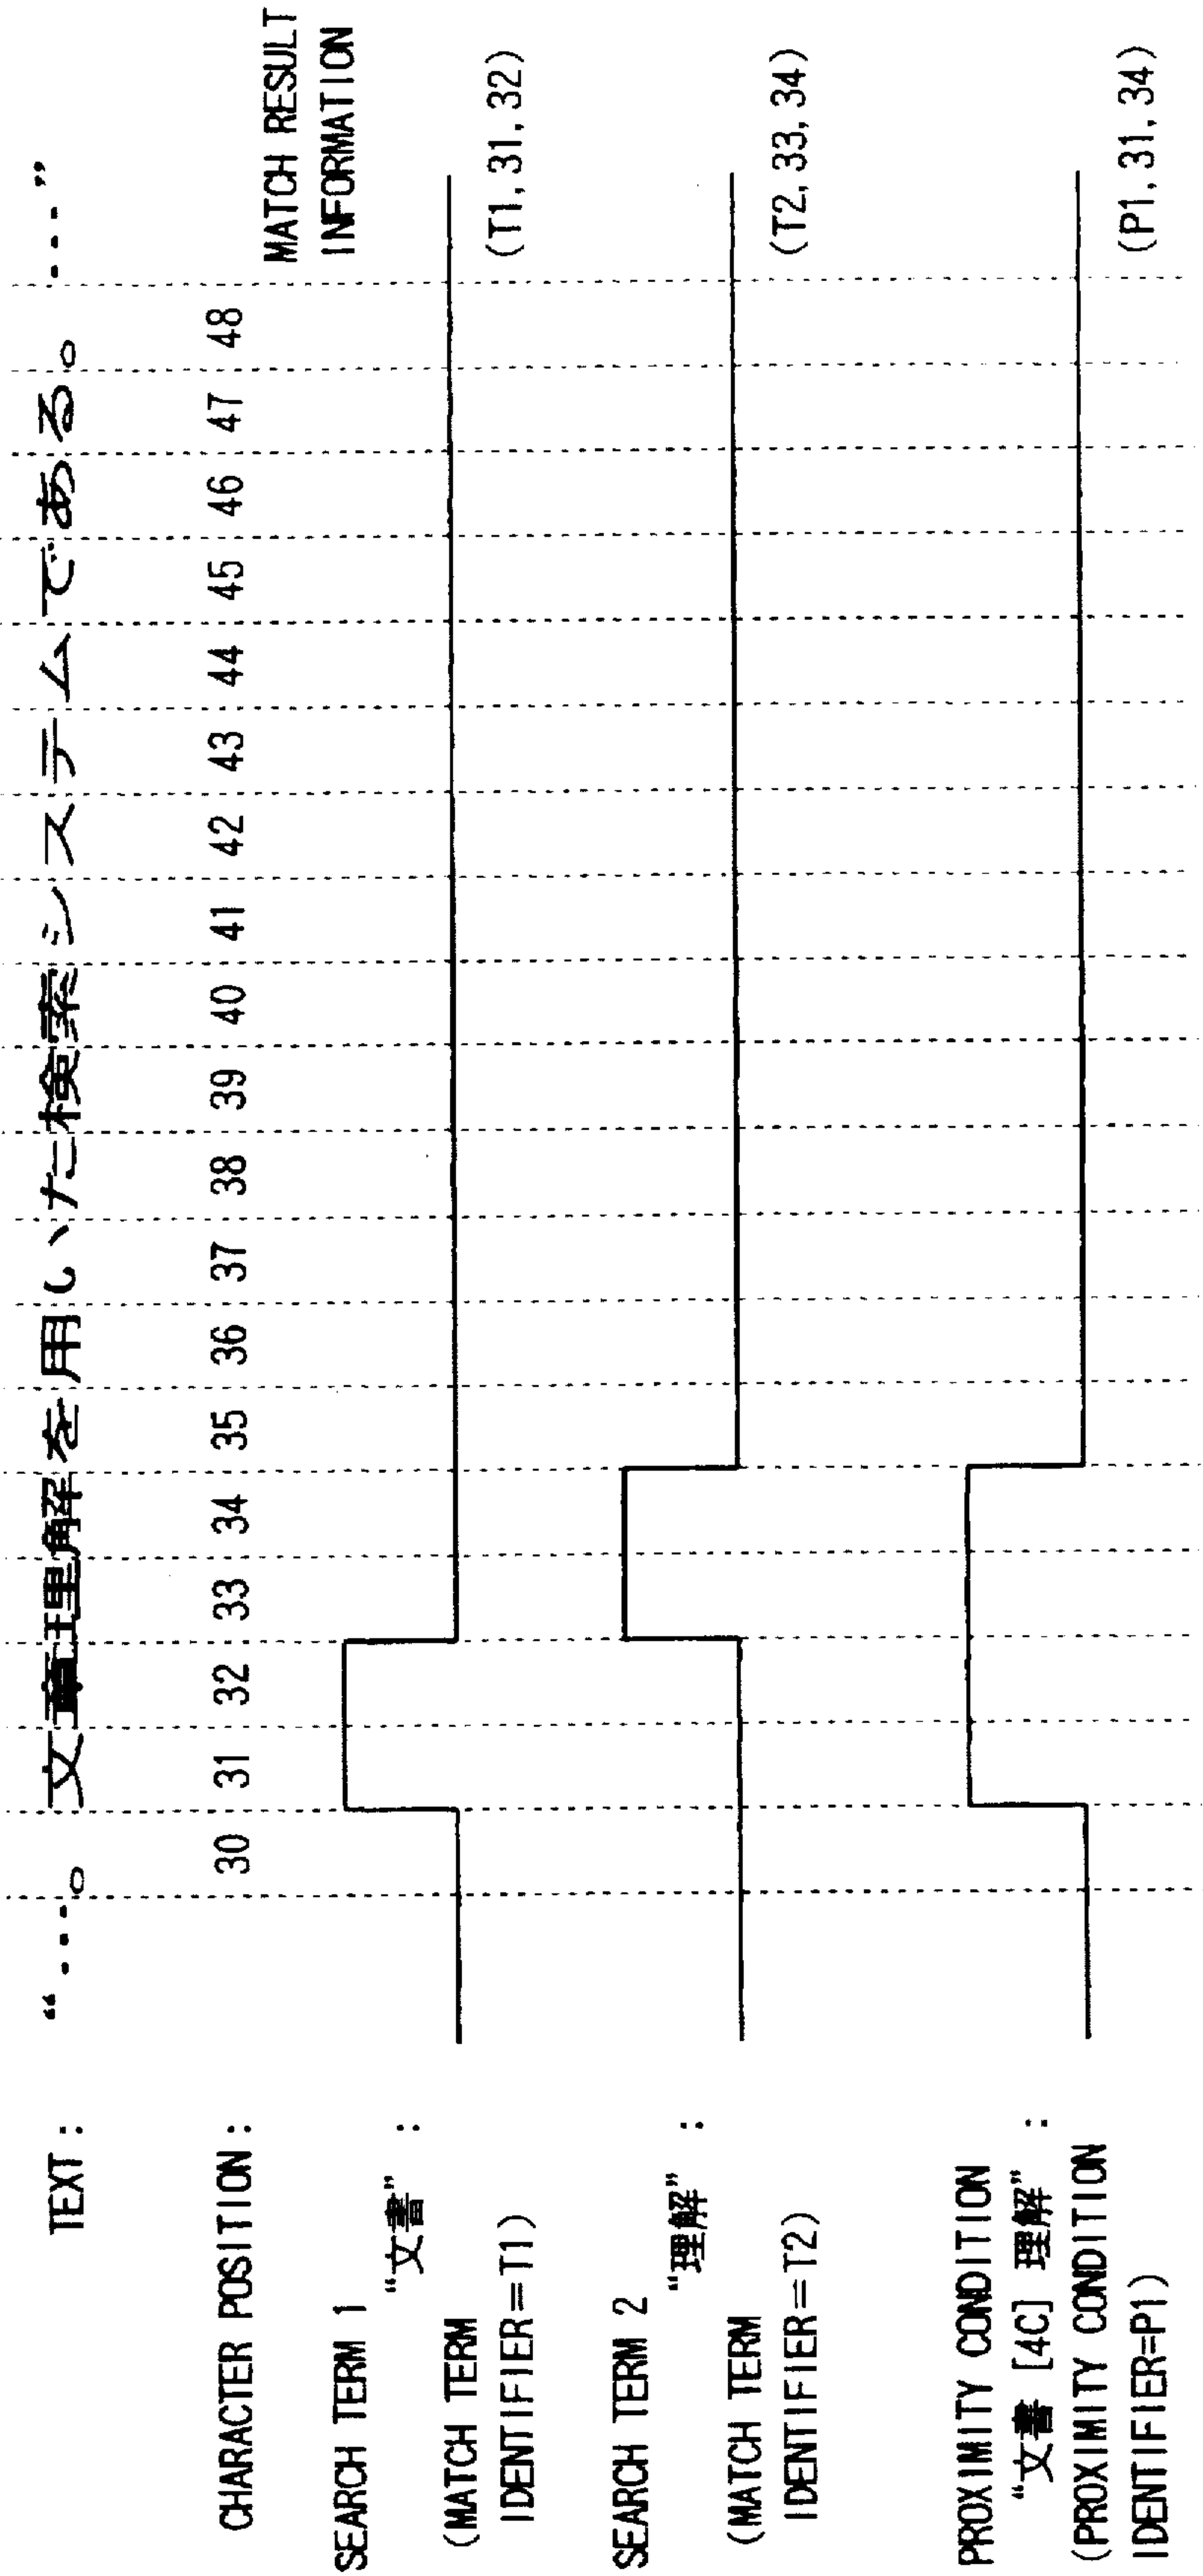 TEXT : “・・・。文章理解を用いた検索システムである。・・・”
CHARACTER POSITION : 30 31 32 33 34 35 36 37 38 39 40 41 42 43 44 45 46 47 48
MATCH RESULT
INFORMATION
SEARCH TERM 1
“文書” :
(MATCH TERM
IDENTIFIER=T1)
(T1, 31, 32)
SEARCH TERM 2
“理解” :
(MATCH TERM
IDENTIFIER=T2)
(T2, 33, 34)
PROXIMITY CONDITION
“文書 [4C] 理解” :
(PROXIMITY CONDITION
IDENTIFIER=P1)
(P1, 31, 34)